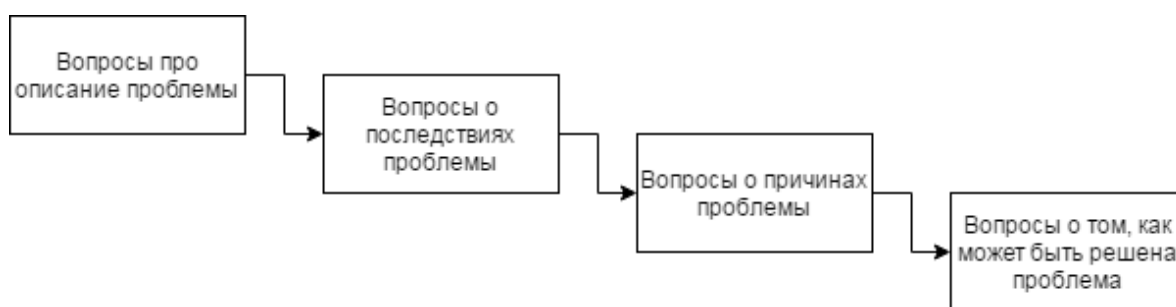 Вопросы про
описание проблемы
Вопросы о
последствиях
проблемы
Вопросы о причинах
проблемы
Вопросы о том, как
может быть решена
проблема